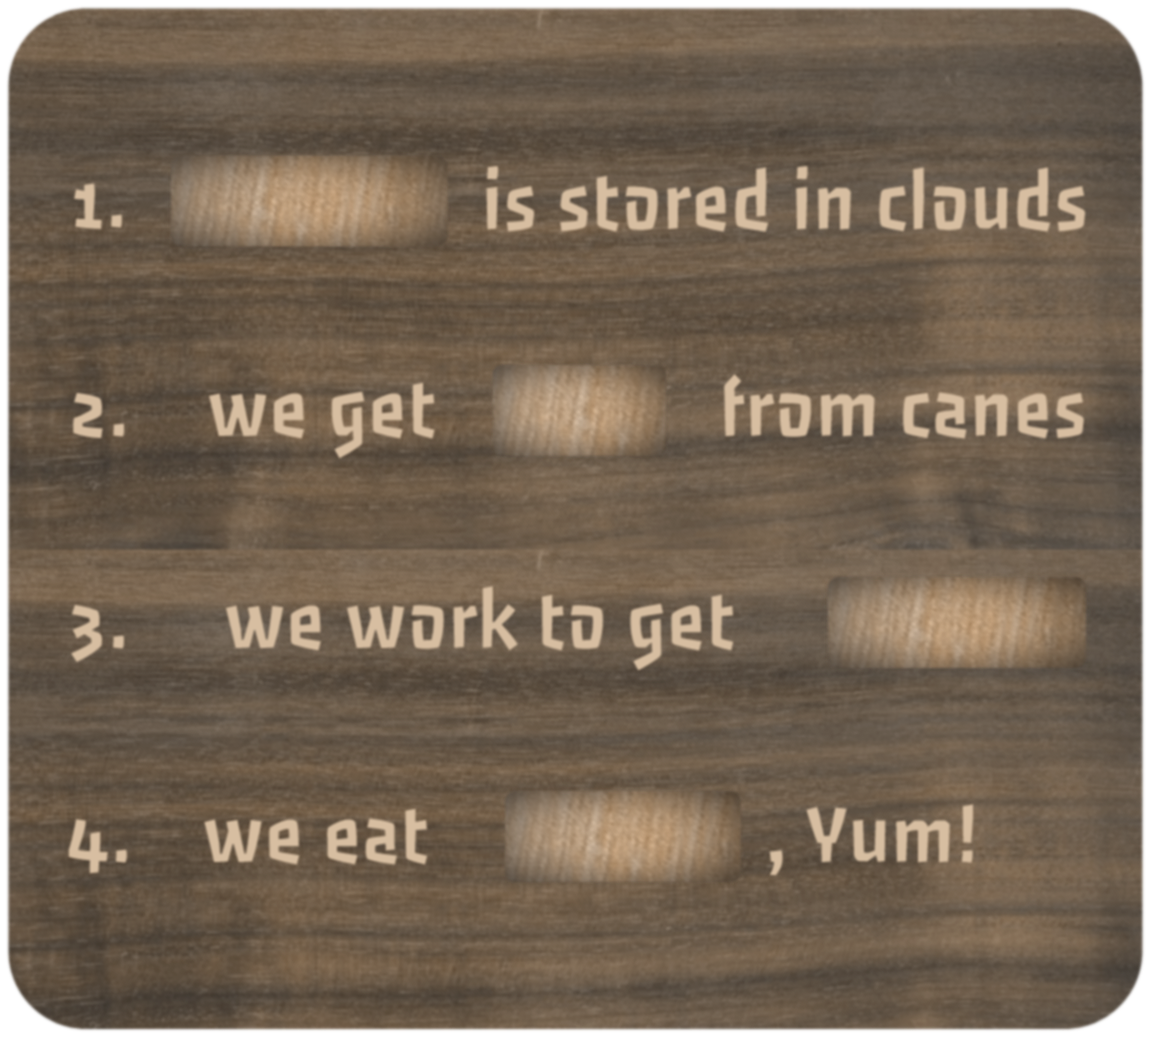 1. is stored in clouds
2. we get from canes
3. we work to get
4. we eat , Yum!